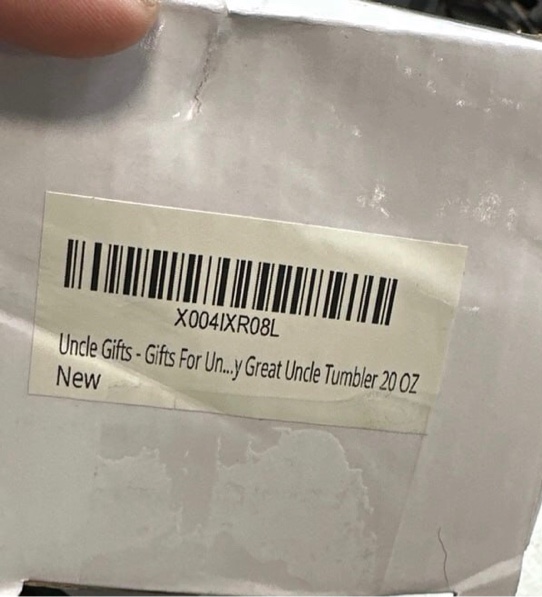 X004IXR08L
Uncle Gifts - Gifts For Un...y Great Uncle Tumbler 20 OZ
New